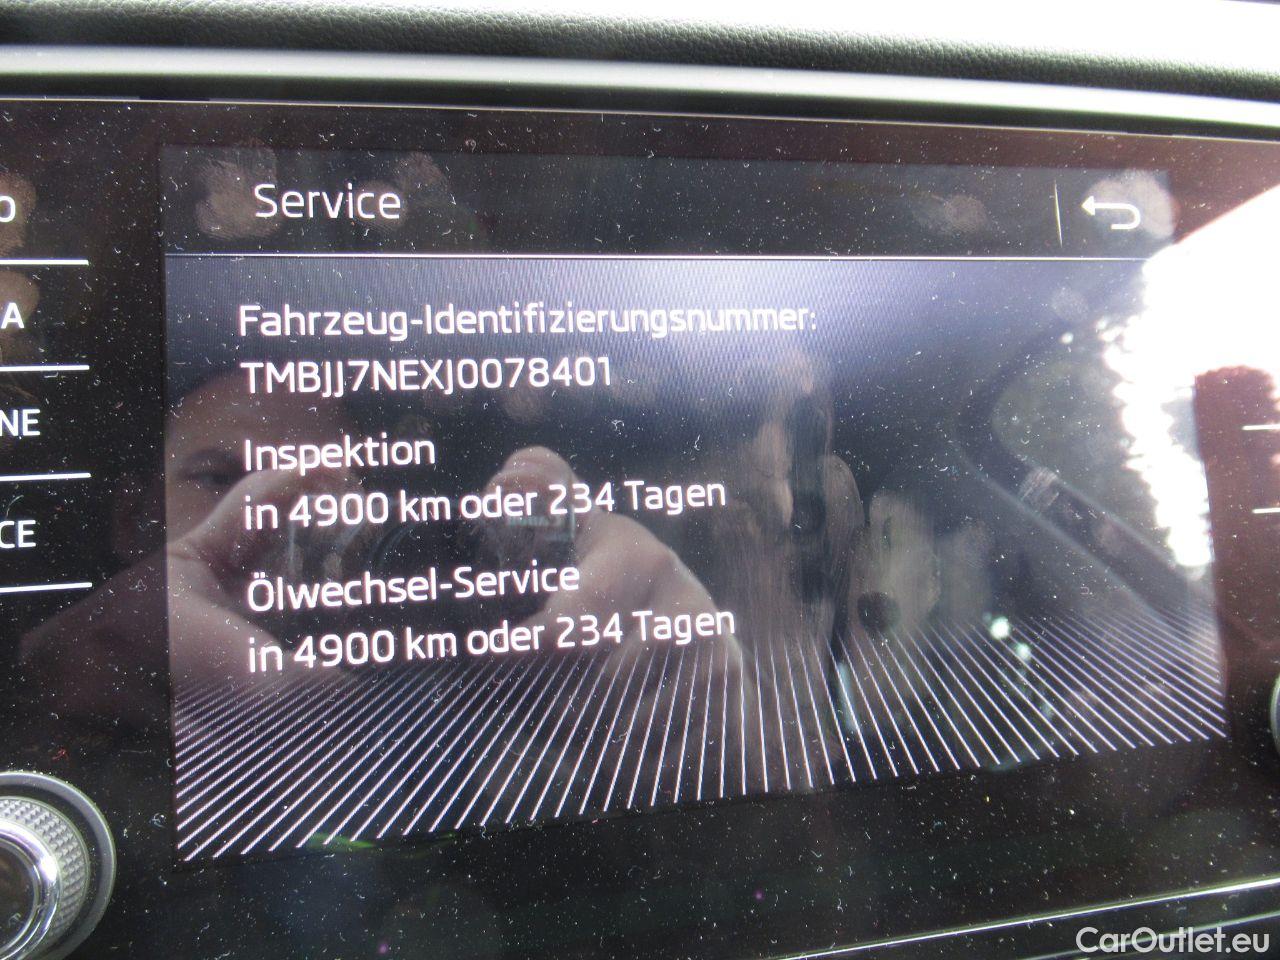 Service
O
A
NE
CE
Fahrzeug-Identifizierungsnummer:
TMBJJ7NEXJ0078401
Inspektion
in 4900 km oder 234 Tagen
Ölwechsel-Service
in 4900 km oder 234 Tagen
CarOutlet.eu